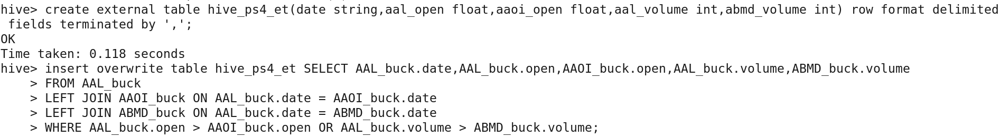 hive> create external table hive_ps4_et(date string,aal_open float,aaoi_open float,aal_volume int,abmd_volume int) row format delimited
 fields terminated by ',';
OK
Time taken: 0.118 seconds
hive> insert overwrite table hive_ps4_et SELECT AAL_buck.date,AAL_buck.open,AAOI_buck.open,AAL_buck.volume,ABMD_buck.volume
    > FROM AAL_buck
    > LEFT JOIN AAOI_buck ON AAL_buck.date = AAOI_buck.date
    > LEFT JOIN ABMD_buck ON AAL_buck.date = ABMD_buck.date
    > WHERE AAL_buck.open > AAOI_buck.open OR AAL_buck.volume > ABMD_buck.volume;